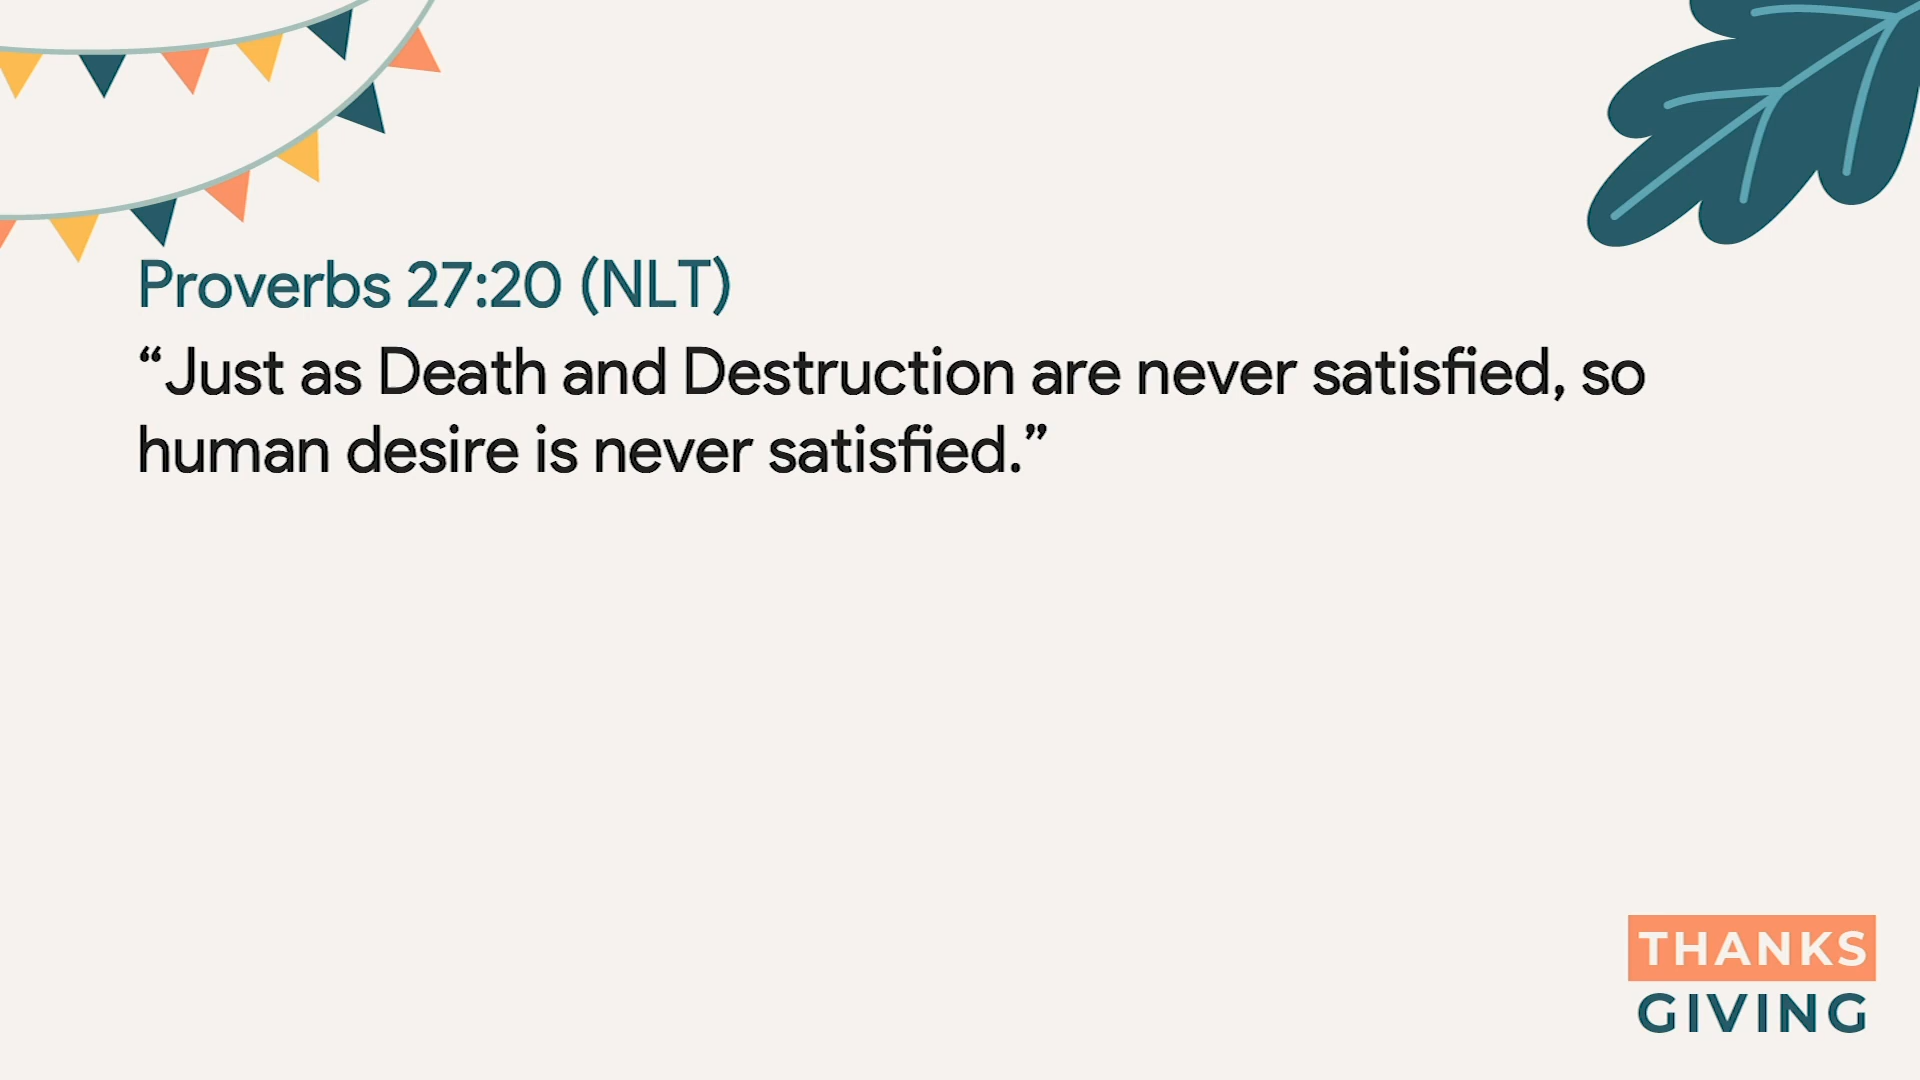 Proverbs 27:20 (NLT)
“Just as Death and Destruction are never satisfied, so
human desire is never satisfied.”
THANKS
GIVING